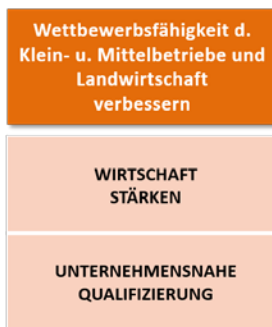 Wettbewerbsfähigkeit d.
Klein- u. Mittelbetriebe und
Landwirtschaft
verbessern
WIRTSCHAFT
STÄRKEN
UNTERNEHMENSNAHE
QUALIFIZIERUNG